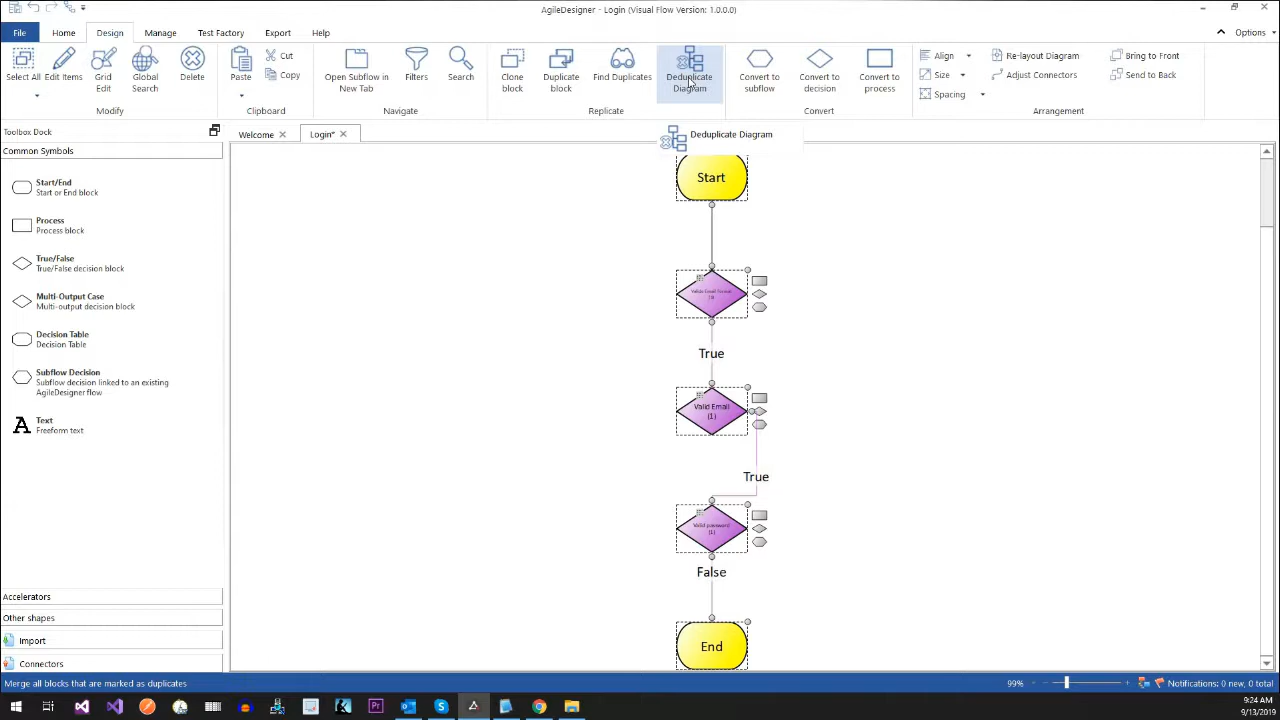 AgileDesigner - Login (Visual Flow Version: 1.0.0.0)
File Home Design Manage Test Factory Export Help Options
Select All
Edit Items
Grid
Edit
Global
Search
Delete
Modify
Paste
Cut
Copy
Clipboard
Open Subflow in
New Tab
Filters
Search
Navigate
Clone
block
Duplicate
block
Find Duplicates
Deduplicate
Diagram
Replicate
Convert to
subflow
Convert to
decision
Convert to
process
Convert
Align
Size
Spacing
Re-layout Diagram
Adjust Connectors
Bring to Front
Send to Back
Arrangement
Toolbox Dock
Welcome
Login*
Deduplicate Diagram
Common Symbols
Start/End
Start or End block
Process
Process block
True/False
True/False decision block
Multi-Output Case
Multi-output decision block
Decision Table
Decision Table
Subflow Decision
Subflow decision linked to an existing
AgileDesigner flow
A
Text
Freeform text
Accelerators
Other shapes
Import
Connectors
Start
Valid Email Format
True
Valid Email
(1)
True
Valid password
(1)
False
End
Merge all blocks that are marked as duplicates
99%
Notifications: 0 new, 0 total
9:24 AM
9/13/2019